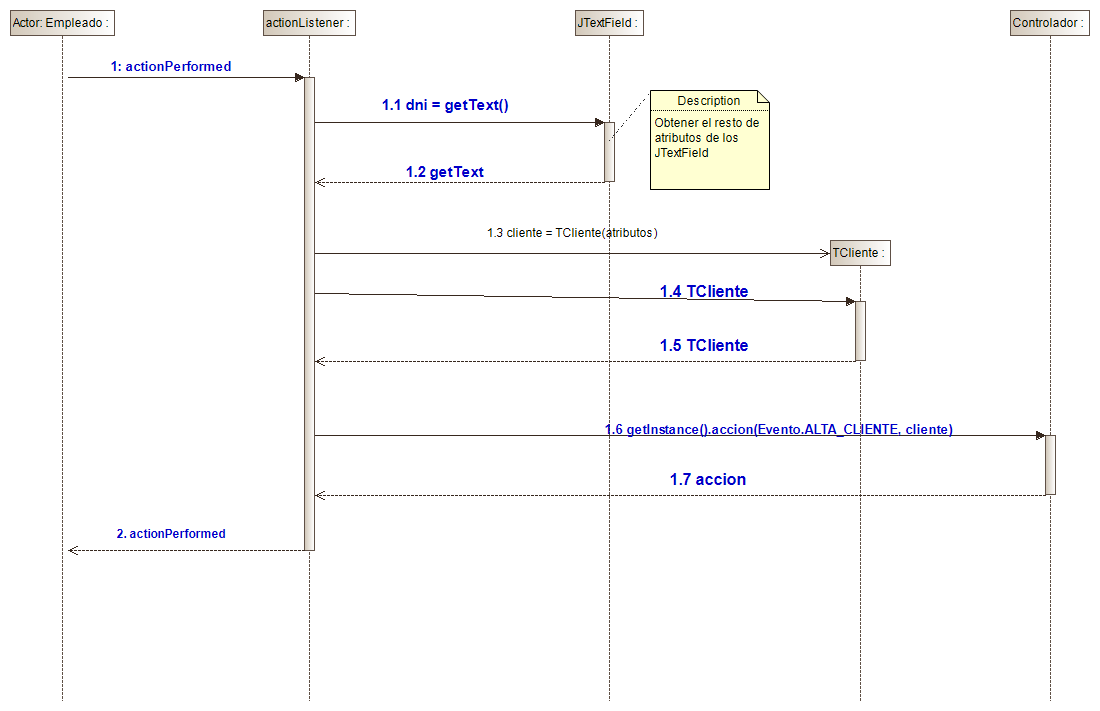 Actor: Empleado :
actionListener :
JTextField :
Controlador :
1: actionPerformed
1.1 dni = getText()
Description
Obtener el resto de
atributos de los
JTextField
1.2 getText
1.3 cliente = TCliente(atributos)
TCliente :
1.4 TCliente
1.5 TCliente
1.6 getInstance().accion(Evento.ALTA_CLIENTE, cliente)
1.7 accion
2. actionPerformed